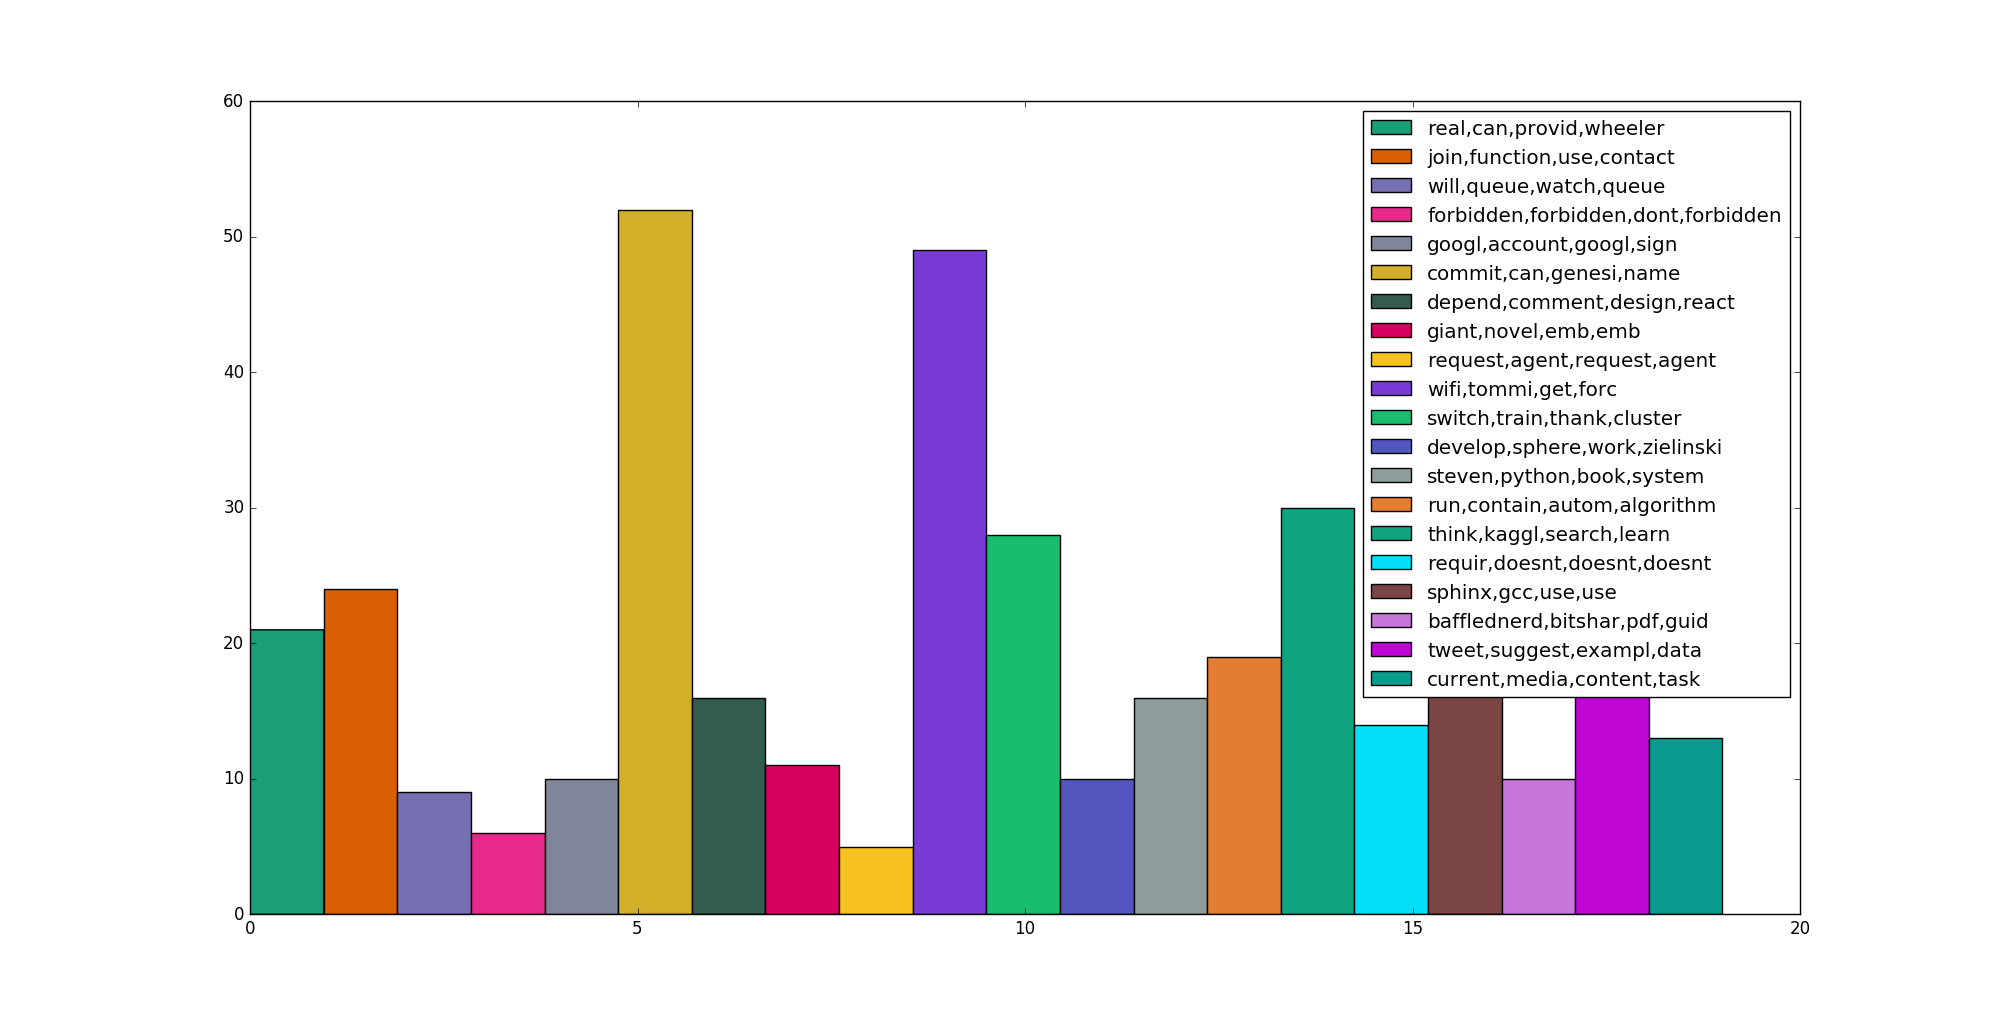 60
50
40
30
20
10
0
0 5 10 15 20
real,can,provid,wheeler
join,function,use,contact
will,queue,watch,queue
forbidden,forbidden,dont,forbidden
googl,account,googl,sign
commit,can,genesi,name
depend,comment,design,react
giant,novel,emb,emb
request,agent,request,agent
wifi,tommi,get,forc
switch,train,thank,cluster
develop,sphere,work,zielinski
steven,python,book,system
run,contain,autom,algorithm
think,kaggl,search,learn
requir,doesnt,doesnt,doesnt
sphinx,gcc,use,use
bafflednerd,bitshar,pdf,guid
tweet,suggest,exampl,data
current,media,content,task